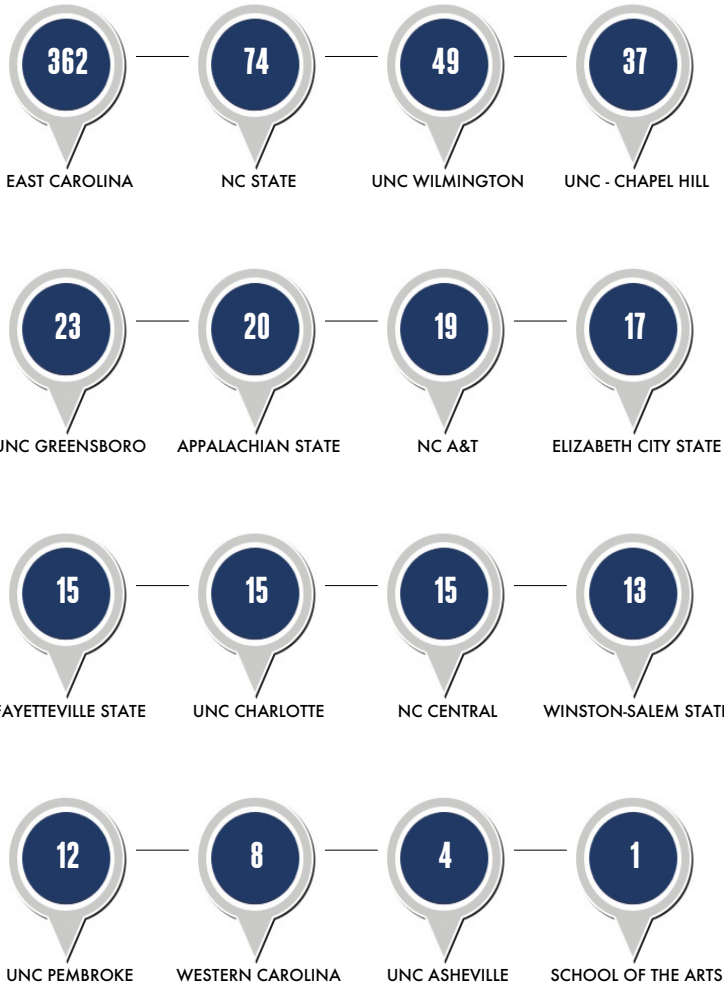 362 74 49 37
EAST CAROLINA NC STATE UNC WILMINGTON UNC - CHAPEL HILL
23 20 19 17
UNC GREENSBORO APPALACHIAN STATE NC A&T ELIZABETH CITY STATE
15 15 15 13
FAYETTEVILLE STATE UNC CHARLOTTE NC CENTRAL WINSTON-SALEM STATE
12 8 4 1
UNC PEMBROKE WESTERN CAROLINA UNC ASHEVILLE SCHOOL OF THE ARTS